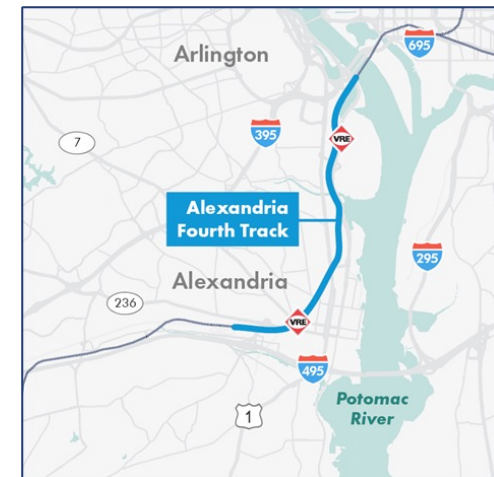 Arlington
695
395
VRE
7
Alexandria
Fourth Track
295
Alexandria
236
VRE
495
1
Potomac
River